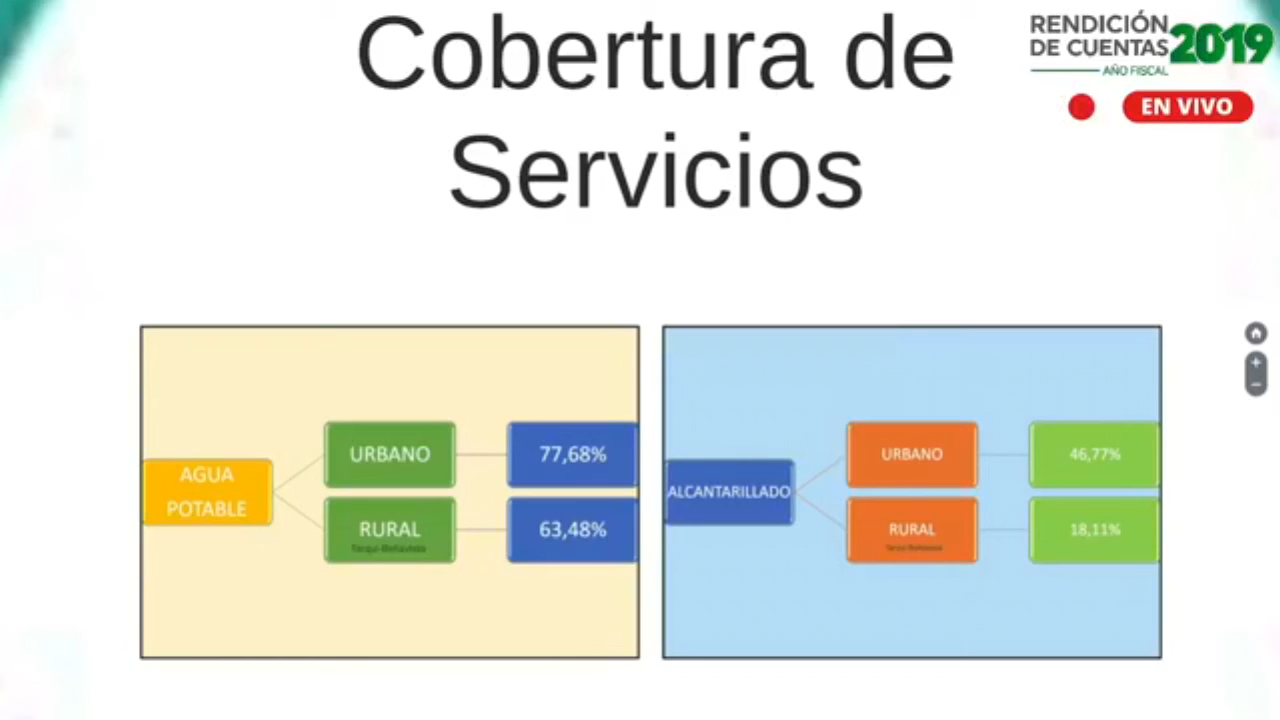 Cobertura de
Servicios
RENDICIÓN
DE CUENTAS 2019
AÑO FISCAL
EN VIVO
AGUA
POTABLE
URBANO
77,68%
RURAL
63,48%
ALCANTARILLADO
URBANO
46,77%
RURAL
18,11%